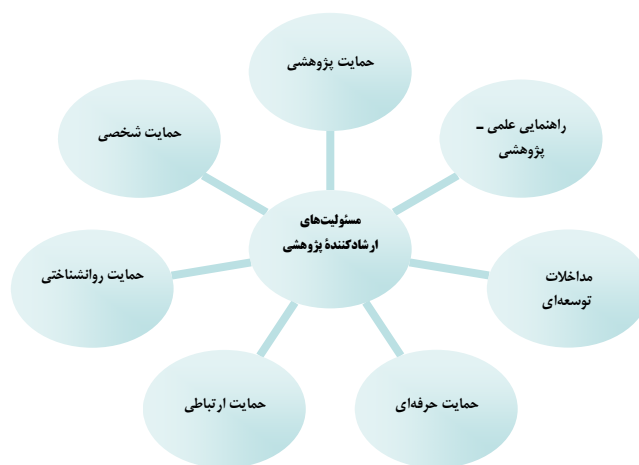 حمایت پژوهشی
راهنمایی علمی –
پژوهشی
حمایت شخصی
مسئولیت‌های
ارشادکنندۀ پژوهشی
مداخلات
توسعه‌ای
حمایت روانشناختی
حمایت حرفه‌ای
حمایت ارتباطی